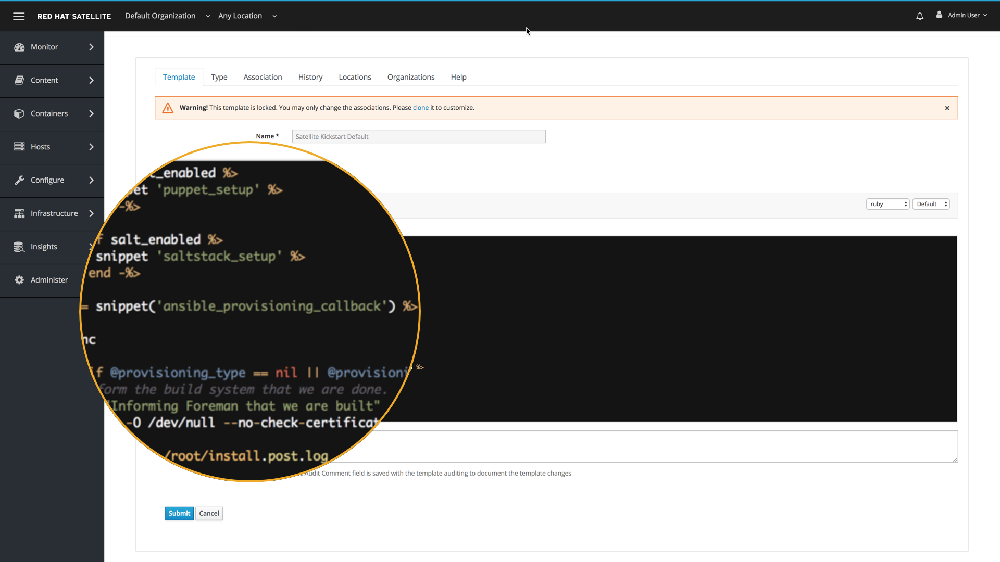 RED HAT SATELLITE Default Organization Any Location Admin User
Monitor
Content
Containers
Hosts
Configure
Infrastructure
Insights
Administer
Template Type Association History Locations Organizations Help
Warning! This template is locked. You may only change the associations. Please clone it to customize.
Name * Satellite Kickstart Default
ruby Default
_enabled %>
'puppet_setup' %>
-%>
salt_enabled %>
snippet 'saltstack_setup' %>
end -%>
= snippet('ansible_provisioning_callback') %>
if @provisioning_type == nil || @provisioni %>
form the build system that we are done.
"Informing Foreman that we are built"
-O /dev/null --no-check-certificat
/root/install.post.log
Audit Comment field is saved with the template auditing to document the template changes
Submit Cancel